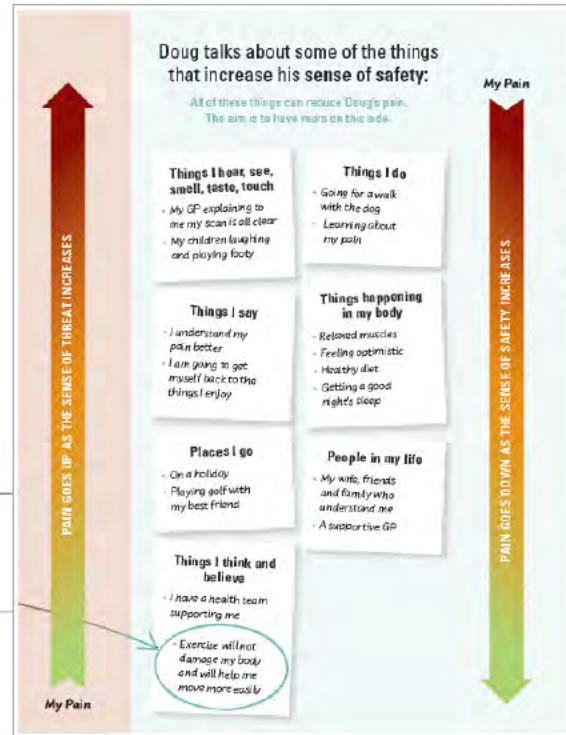 Doug talks about some of the things
that increase his sense of safety:
All of these things can reduce Doug's pain.
The aim is to have more on this side.
My Pain
PAIN GOES UP AS THE SENSE OF THREAT INCREASES
My Pain
Things I hear, see,
smell, taste, touch
- My GP explaining to
me my scan is all clear
- My children laughing
and playing footy
Things I do
- Going for a walk
with the dog
- Learning about
my pain
Things I say
- I understand my
pain better
- I am going to get
myself back to the
things I enjoy
Things happening
in my body
- Relaxed muscles
- Feeling optimistic
- Healthy diet
- Getting a good
night's sleep
Places I go
- On a holiday
- Playing golf with
my best friend
People in my life
- My wife, friends
and family who
understand me
- A supportive GP
Things I think and
believe
- I have a health team
supporting me
- Exercise will not
damage my body
and will help me
move more easily
PAIN GOES DOWN AS THE SENSE OF SAFETY INCREASES